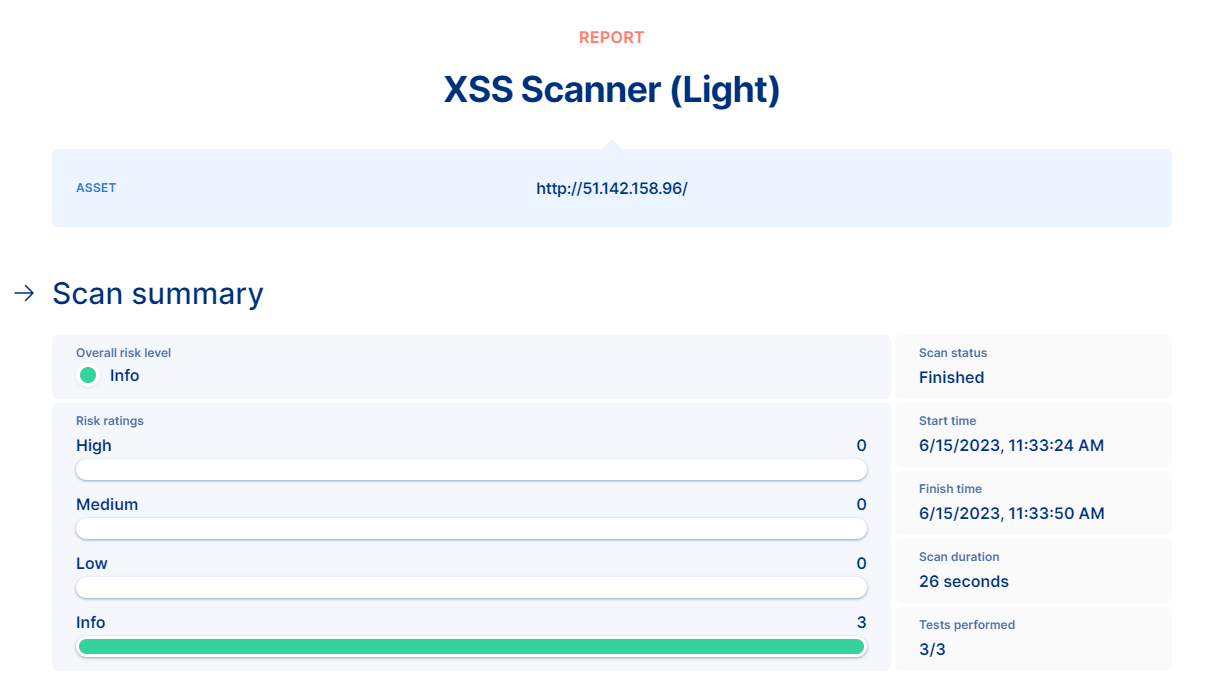 REPORT
XSS Scanner (Light)
ASSET
http://51.142.158.96/
Scan summary
Overall risk level
Info
Risk ratings
High 0
Medium 0
Low 0
Info 3
Scan status
Finished
Start time
6/15/2023, 11:33:24 AM
Finish time
6/15/2023, 11:33:50 AM
Scan duration
26 seconds
Tests performed
3/3